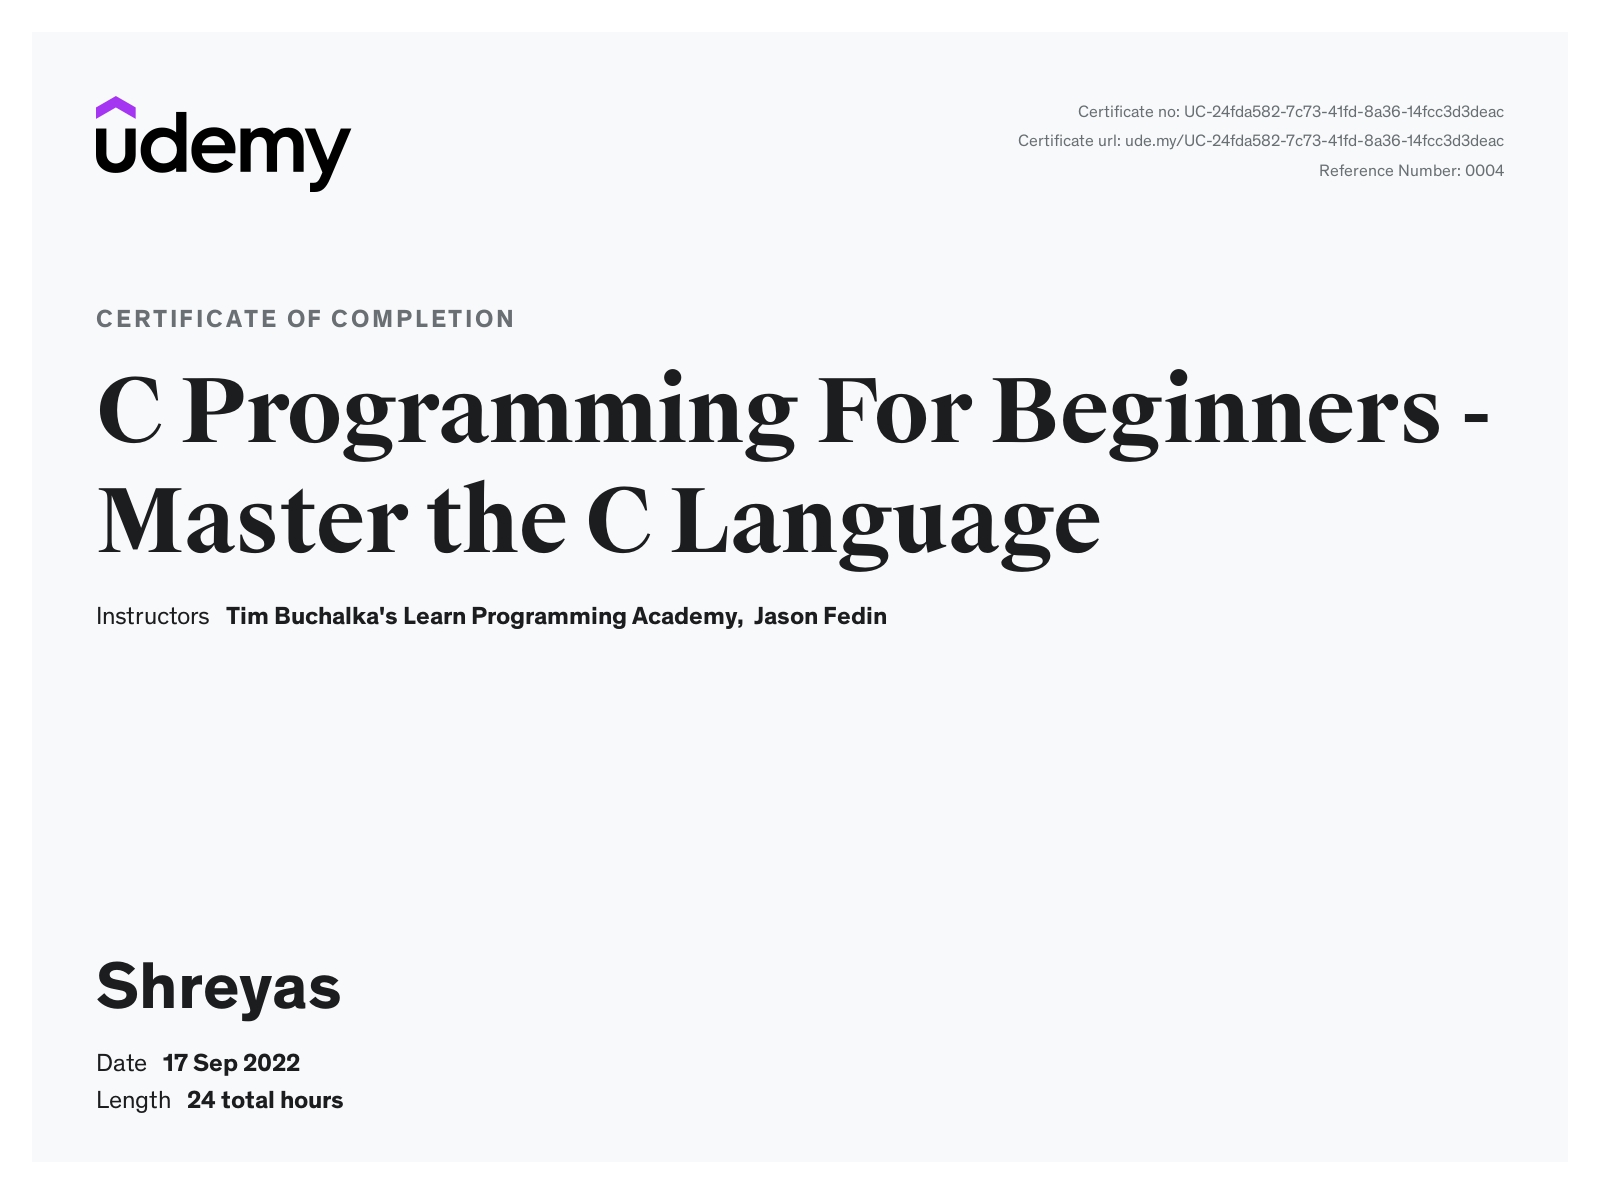 udemy
Certificate no: UC-24fda582-7c73-41fd-8a36-14fcc3d3deac
Certificate url: ude.my/UC-24fda582-7c73-41fd-8a36-14fcc3d3deac
Reference Number: 0004
CERTIFICATE OF COMPLETION
C Programming For Beginners -
Master the C Language
Instructors Tim Buchalka's Learn Programming Academy, Jason Fedin
Shreyas
Date 17 Sep 2022
Length 24 total hours